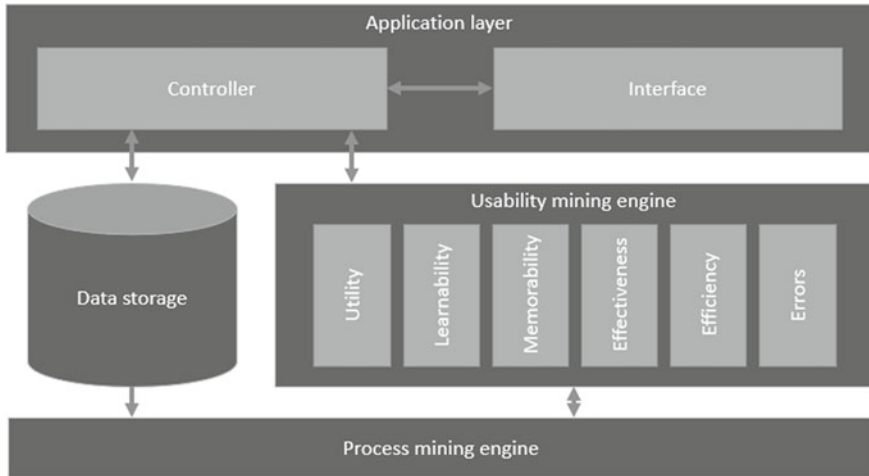 Application layer
Controller
Interface
Usability mining engine
Data storage
Utility
Learnability
Memorability
Effectiveness
Efficiency
Errors
Process mining engine